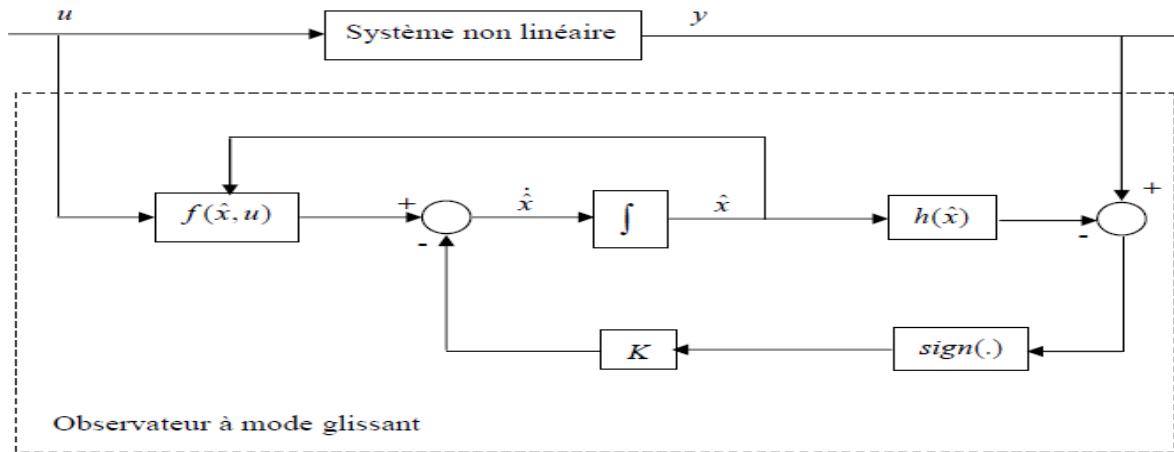 u
Système non linéaire
y
f(x̂, u)
+
-
ẋ̂
∫
x̂
h(x̂)
+
-
K
sign(.)
Observateur à mode glissant